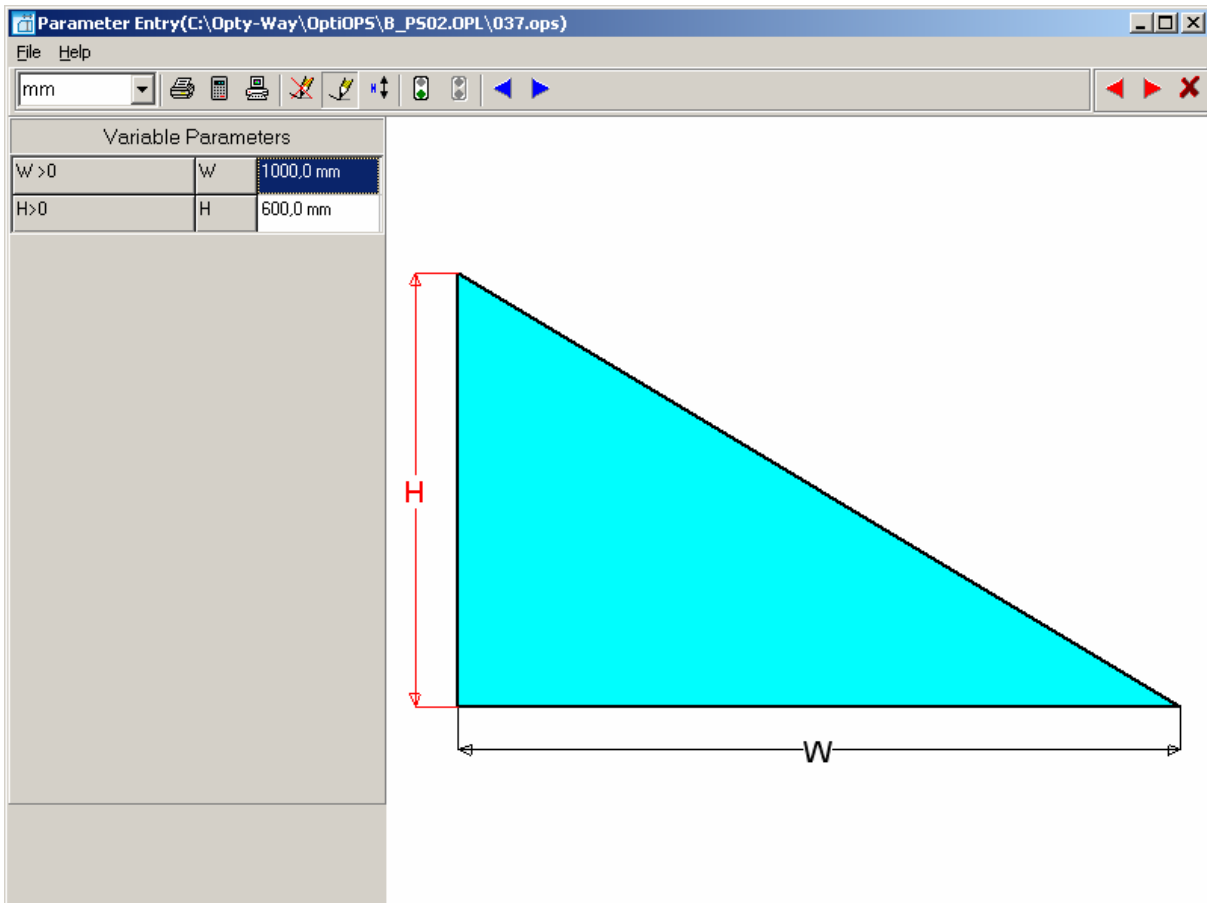 Parameter Entry(C:\Opty-Way\OptiOPS\B_PS02.OPL\037.ops)
File Help
mm
H
Variable Parameters
W >0 W 1000,0 mm
H>0 H 600,0 mm
H
W